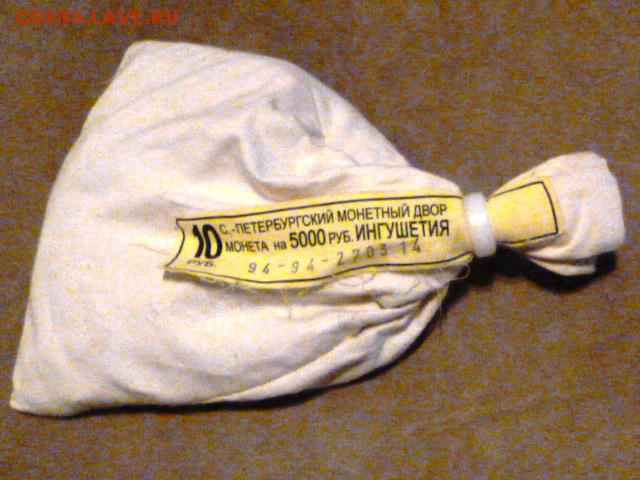 COINS.LAVE.RU
10 РУБ.
С.-ПЕТЕРБУРГСКИЙ МОНЕТНЫЙ ДВОР
МОНЕТА на 5000 РУБ. ИНГУШЕТИЯ
94-94-2703 14